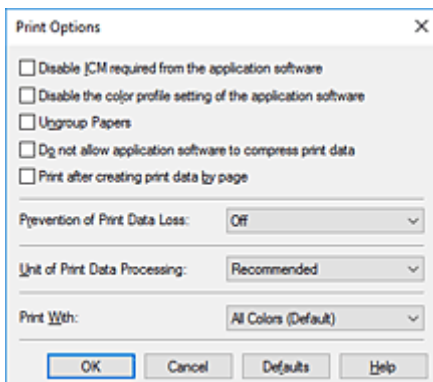 Print Options
Disable ICM required from the application software
Disable the color profile setting of the application software
Ungroup Papers
Do not allow application software to compress print data
Print after creating print data by page
Prevention of Print Data Loss: Off
Unit of Print Data Processing: Recommended
Print With: All Colors (Default)
OK Cancel Defaults Help